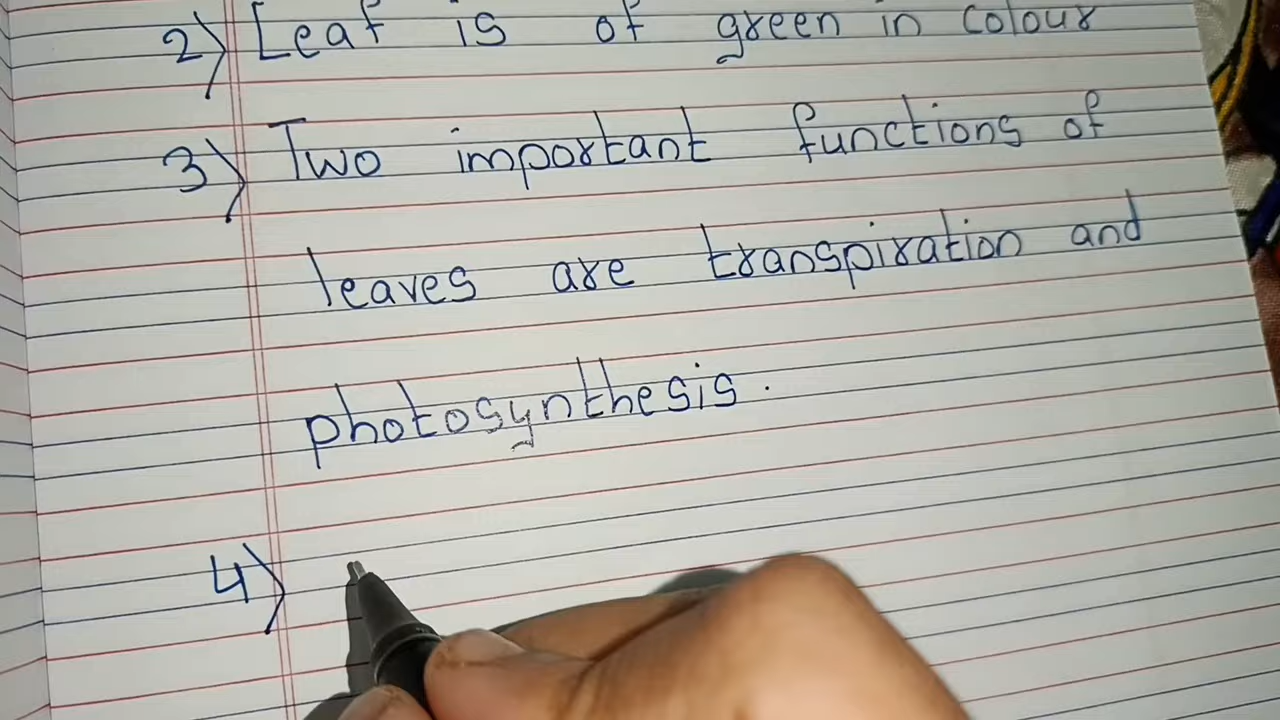 2) Leaf is of green in colour
3) Two important functions of
leaves are transpiration and
photosynthesis.
4)